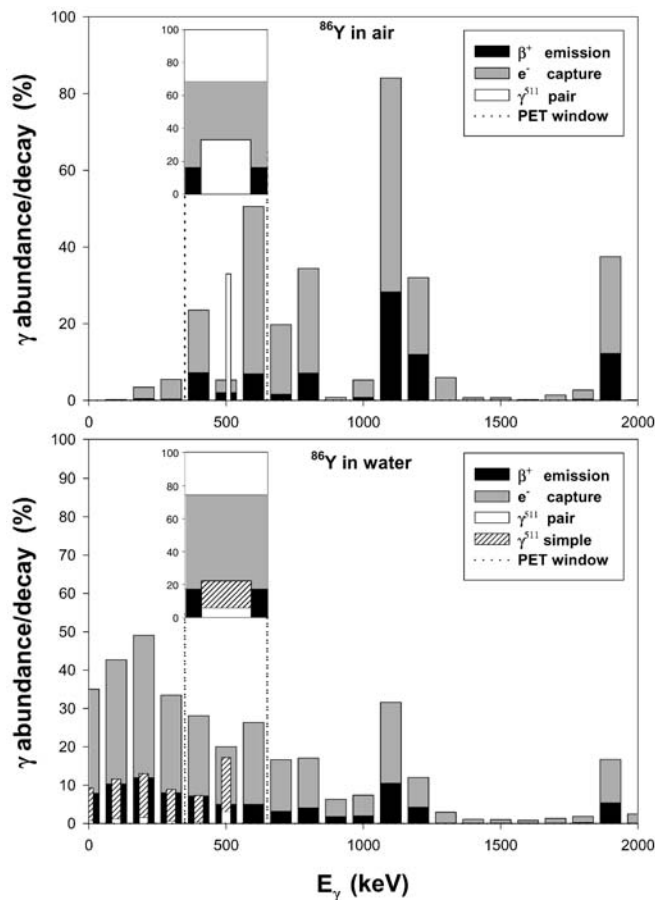 ⁸⁶Y in air
β⁺ emission
e⁻ capture
γ⁵¹¹ pair
PET window
γ abundance/decay (%)
100
80
60
40
20
0
100
80
60
40
20
0
0
500
1000
1500
2000
⁸⁶Y in water
β⁺ emission
e⁻ capture
γ⁵¹¹ pair
γ⁵¹¹ simple
PET window
γ abundance/decay (%)
100
90
80
70
60
50
40
30
20
10
0
100
80
60
40
20
0
0
500
1000
1500
2000
Eγ (keV)